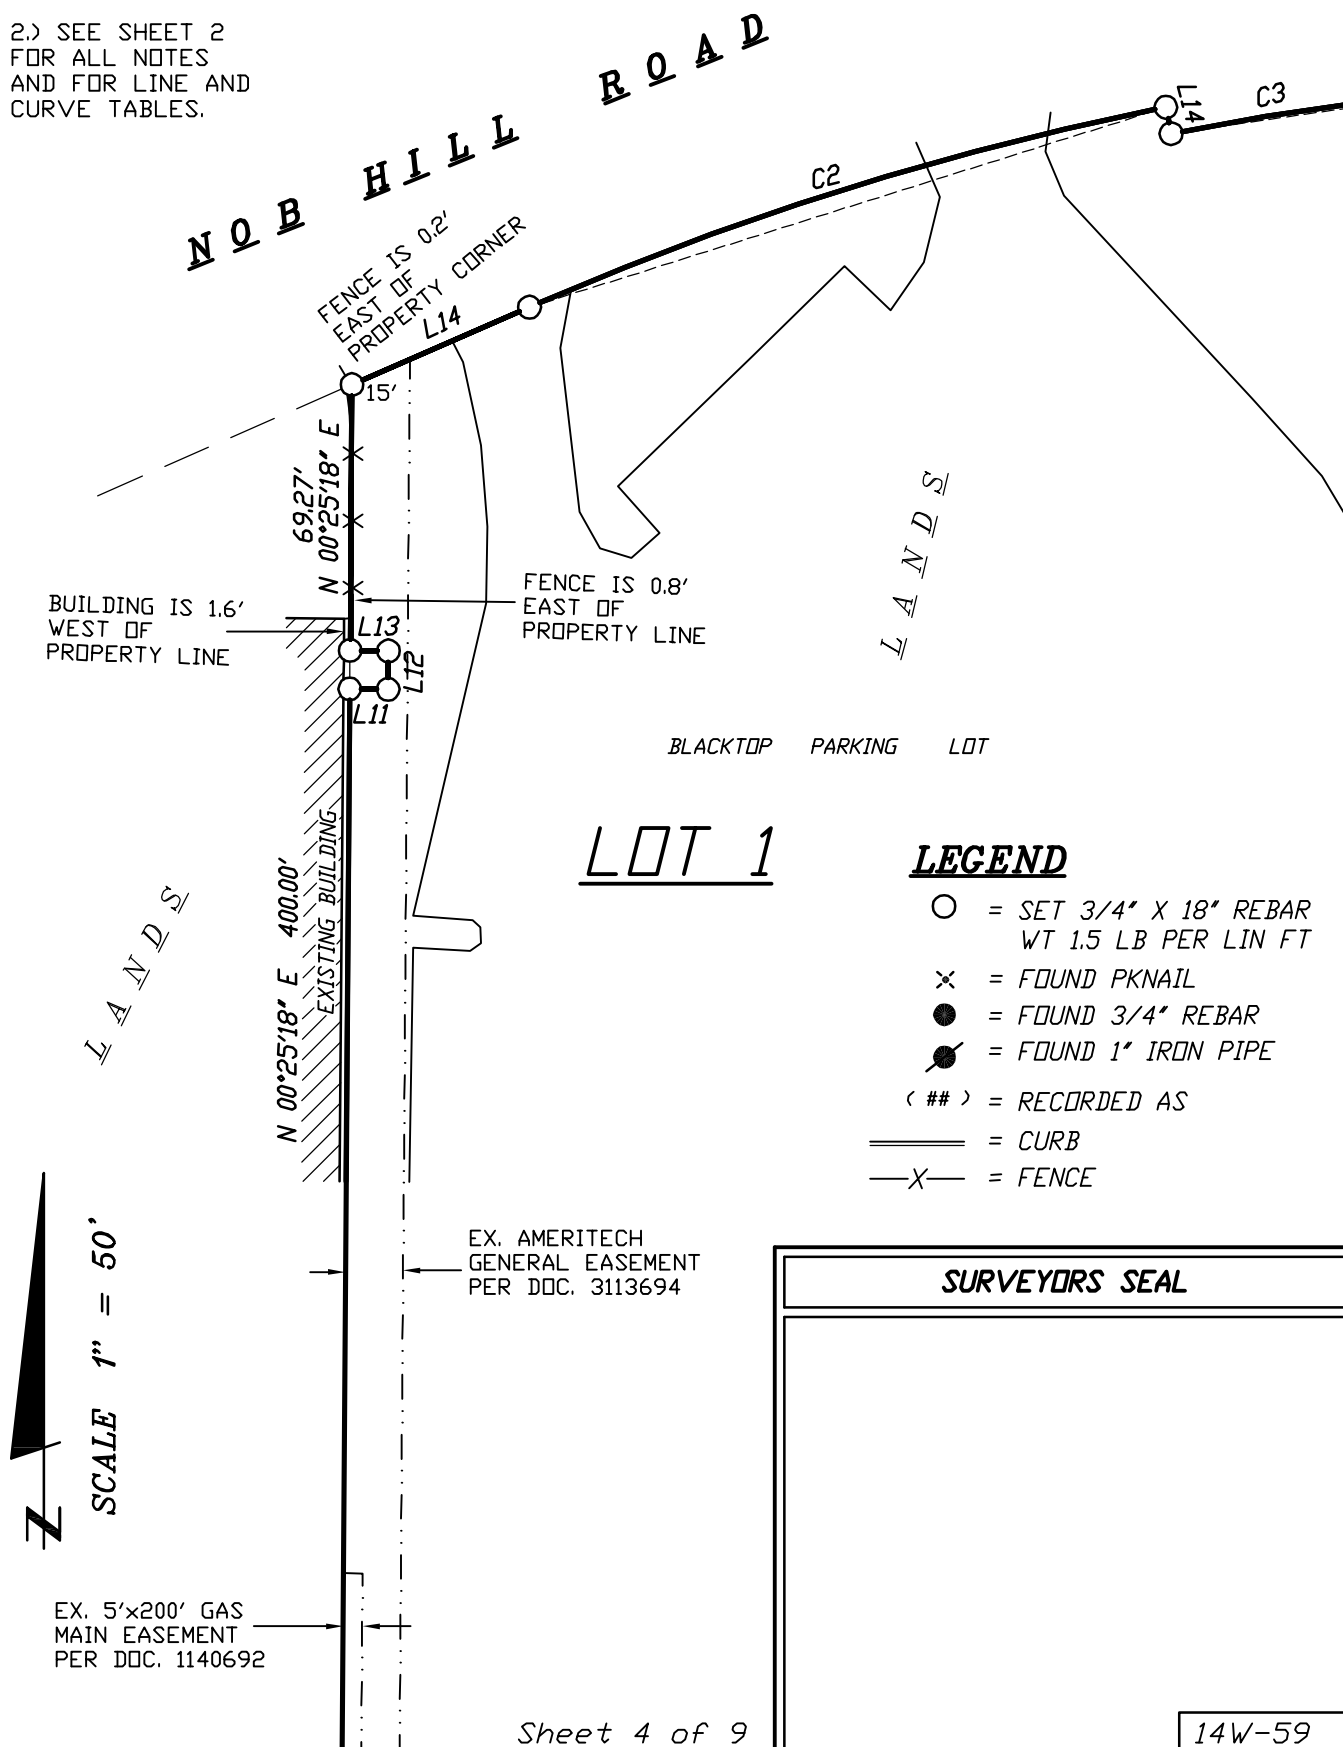 2.) SEE SHEET 2
FOR ALL NOTES
AND FOR LINE AND
CURVE TABLES.
NOB HILL ROAD
L14
C3
C2
FENCE IS 0.2'
EAST OF
PROPERTY CORNER
L14
15'
69.27'
N 00°25'18" E
LANDS
FENCE IS 0.8'
EAST OF
PROPERTY LINE
BUILDING IS 1.6'
WEST OF
PROPERTY LINE
L13
L12
L11
BLACKTOP PARKING LOT
LOT 1
EXISTING BUILDING
N 00°25'18" E 400.00'
LANDS
LEGEND
= SET 3/4" X 18" REBAR
WT 1.5 LB PER LIN FT
= FOUND PKNAIL
= FOUND 3/4" REBAR
= FOUND 1" IRON PIPE
( ## ) = RECORDED AS
= CURB
X = FENCE
N
SCALE 1" = 50'
EX. AMERITECH
GENERAL EASEMENT
PER DOC. 3113694
SURVEYORS SEAL
EX. 5'x200' GAS
MAIN EASEMENT
PER DOC. 1140692
Sheet 4 of 9
14W-59